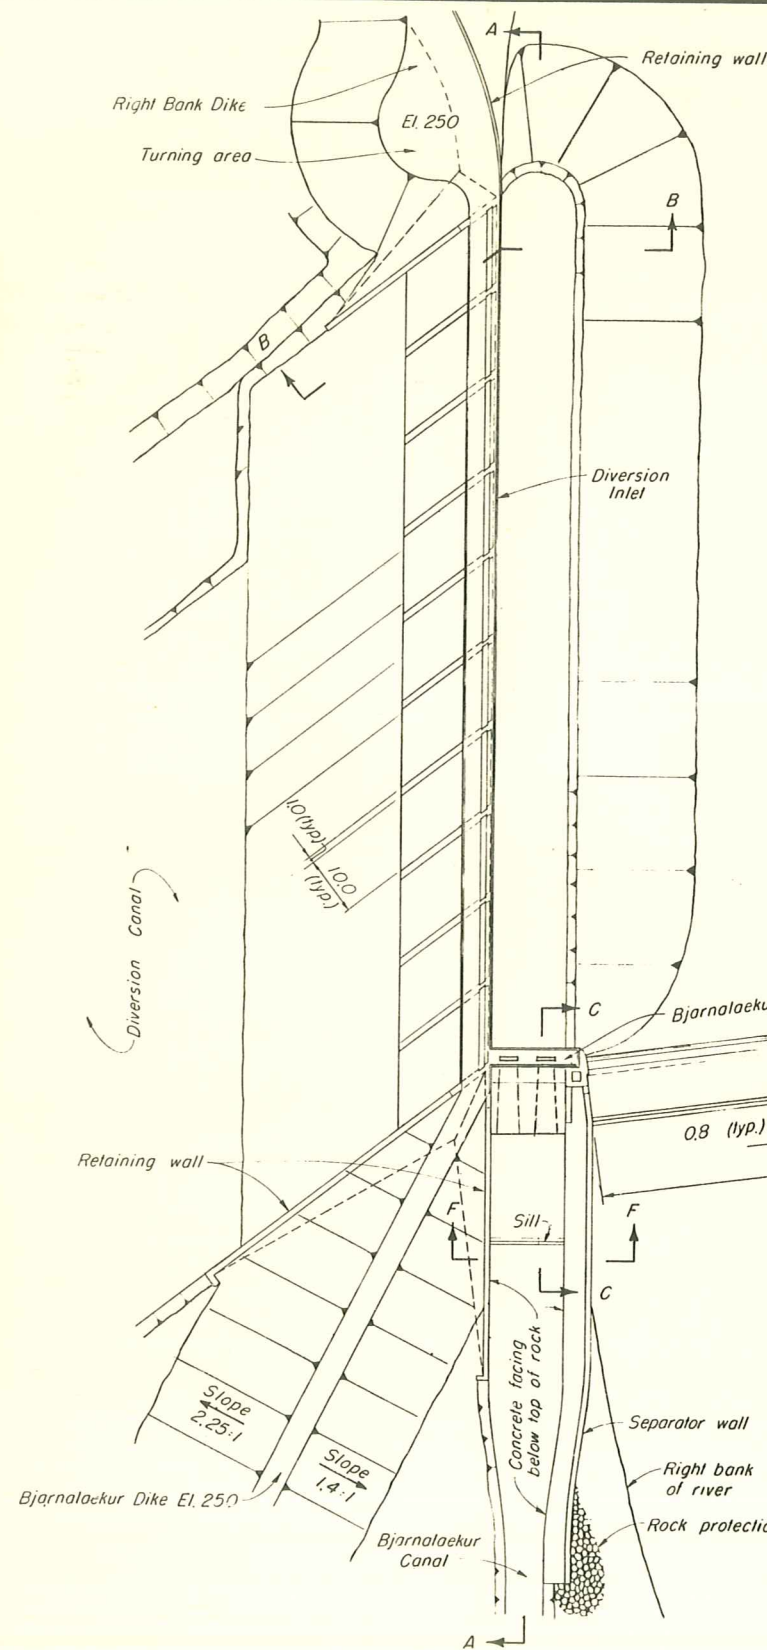 A
Retaining wall
Right Bank Dike
El. 250
Turning area
B
B
Diversion
Inlet
1.0 (typ.)
10.0
(typ.)
Diversion Canal
C
0.8 (typ.)
Retaining wall
F
Sill
F
C
Concrete facing
below top of rock
Slope
2.25:1
Slope
1.4:1
Separator wall
Right bank
of river
Bjarnalaekur Dike El. 250
Rock
Bjarnalaekur
Canal
A